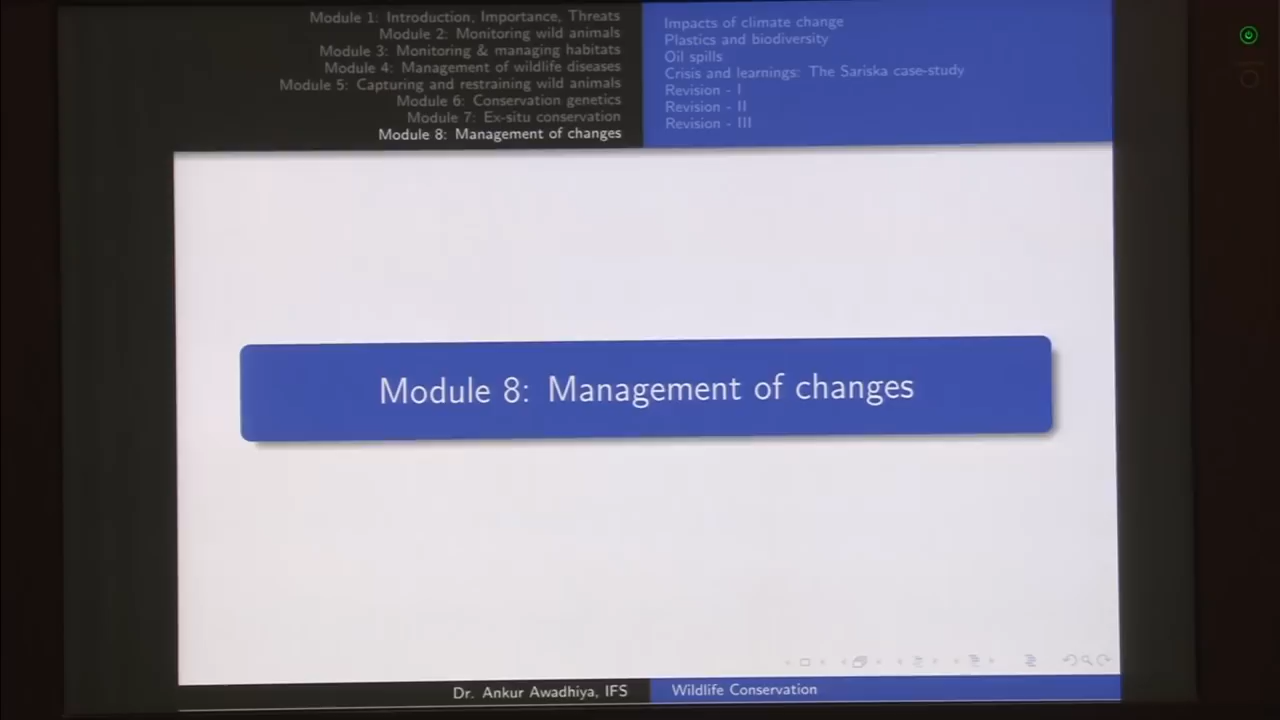 Module 1: Introduction, Importance, Threats
Module 2: Monitoring wild animals
Module 3: Monitoring & managing habitats
Module 4: Management of wildlife diseases
Module 5: Capturing and restraining wild animals
Module 6: Conservation genetics
Module 7: Ex-situ conservation
Module 8: Management of changes
Impacts of climate change
Plastics and biodiversity
Oil spills
Crisis and learnings: The Sariska case-study
Revision - I
Revision - II
Revision - III
Module 8: Management of changes
Dr. Ankur Awadhiya, IFS
Wildlife Conservation